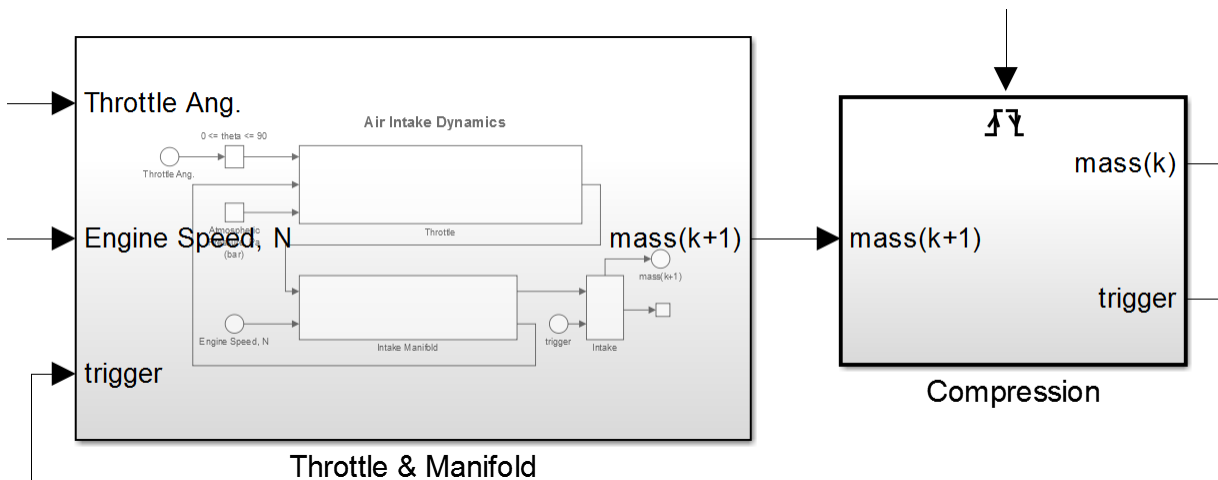 Throttle Ang.
Air Intake Dynamics
0 <= theta <= 90
Throttle Ang.
mass(k)
Engine Speed, N
Atmospheric
(bar)
Throttle
mass(k+1)
mass(k+1)
mass(k+1)
trigger
Engine Speed, N
Intake Manifold
trigger
Intake
trigger
Compression
Throttle & Manifold